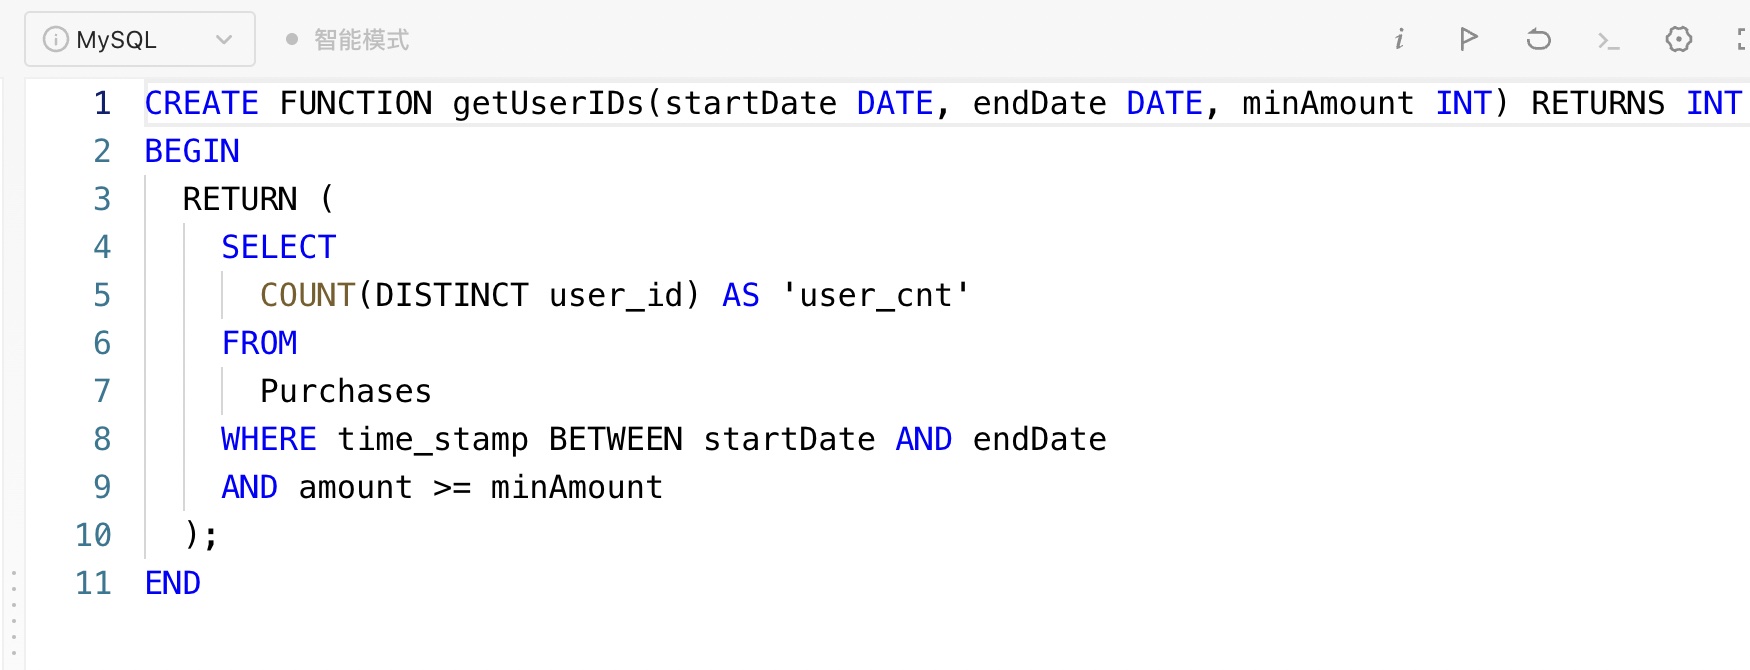 MySQL 智能模式
1 CREATE FUNCTION getUserIDs(startDate DATE, endDate DATE, minAmount INT) RETURNS INT
2 BEGIN
3 RETURN (
4 SELECT
5 COUNT(DISTINCT user_id) AS 'user_cnt'
6 FROM
7 Purchases
8 WHERE time_stamp BETWEEN startDate AND endDate
9 AND amount >= minAmount
10 );
11 END